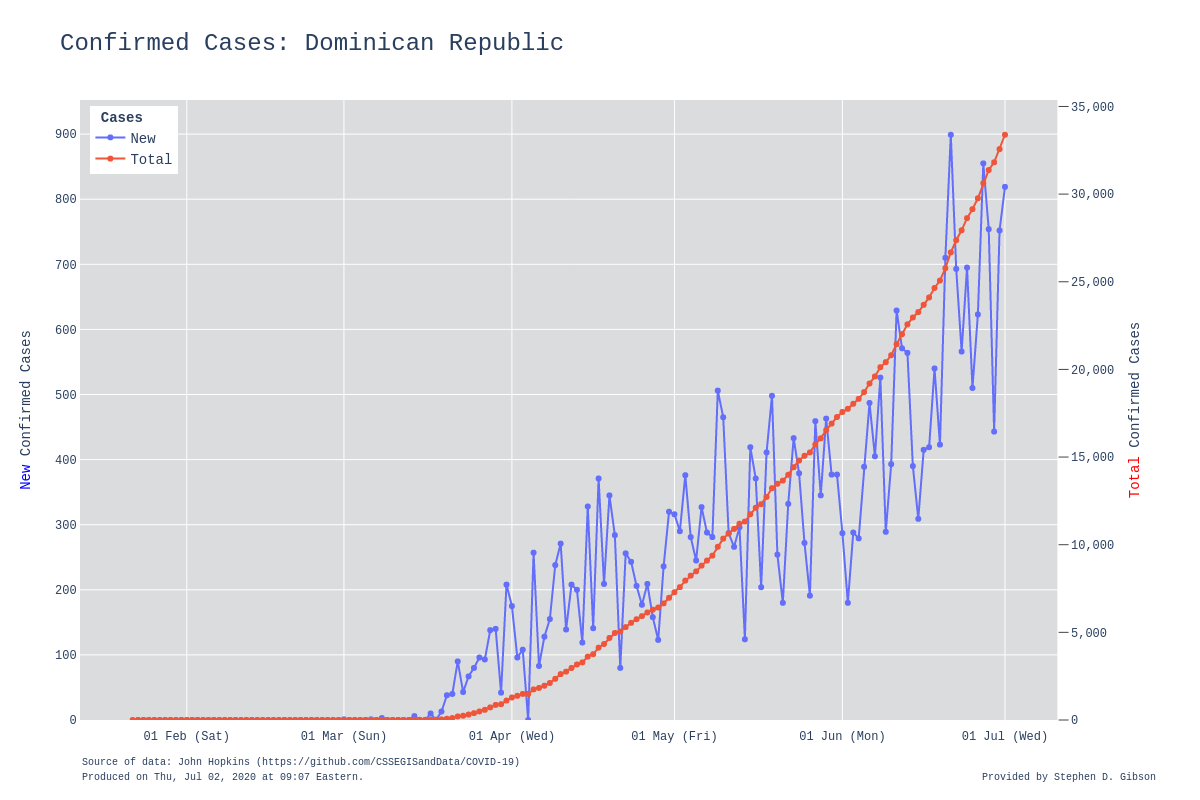 Confirmed Cases: Dominican Republic
Cases
New
Total
900
800
700
600
500
400
300
200
100
0
New Confirmed Cases
35,000
30,000
25,000
20,000
15,000
10,000
5,000
0
Total Confirmed Cases
01 Feb (Sat)
01 Mar (Sun)
01 Apr (Wed)
01 May (Fri)
01 Jun (Mon)
01 Jul (Wed)
Source of data: John Hopkins (https://github.com/CSSEGISandData/COVID-19)
Produced on Thu, Jul 02, 2020 at 09:07 Eastern.
Provided by Stephen D. Gibson